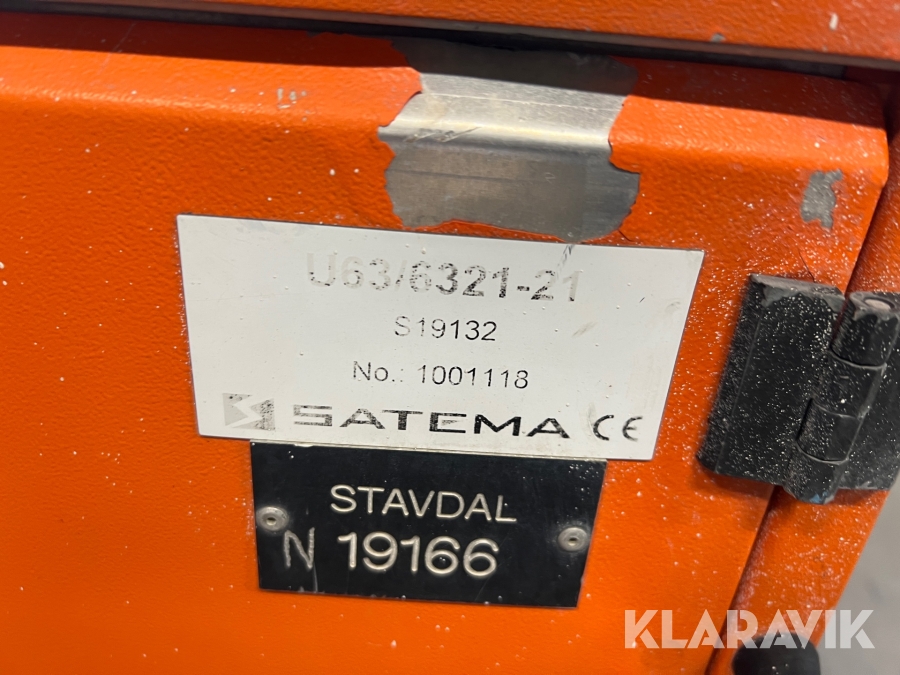 U63/6321-21
S19132
No.: 1001118
SATEMA CE
STAVDAL
N 19166
KLARAVIK